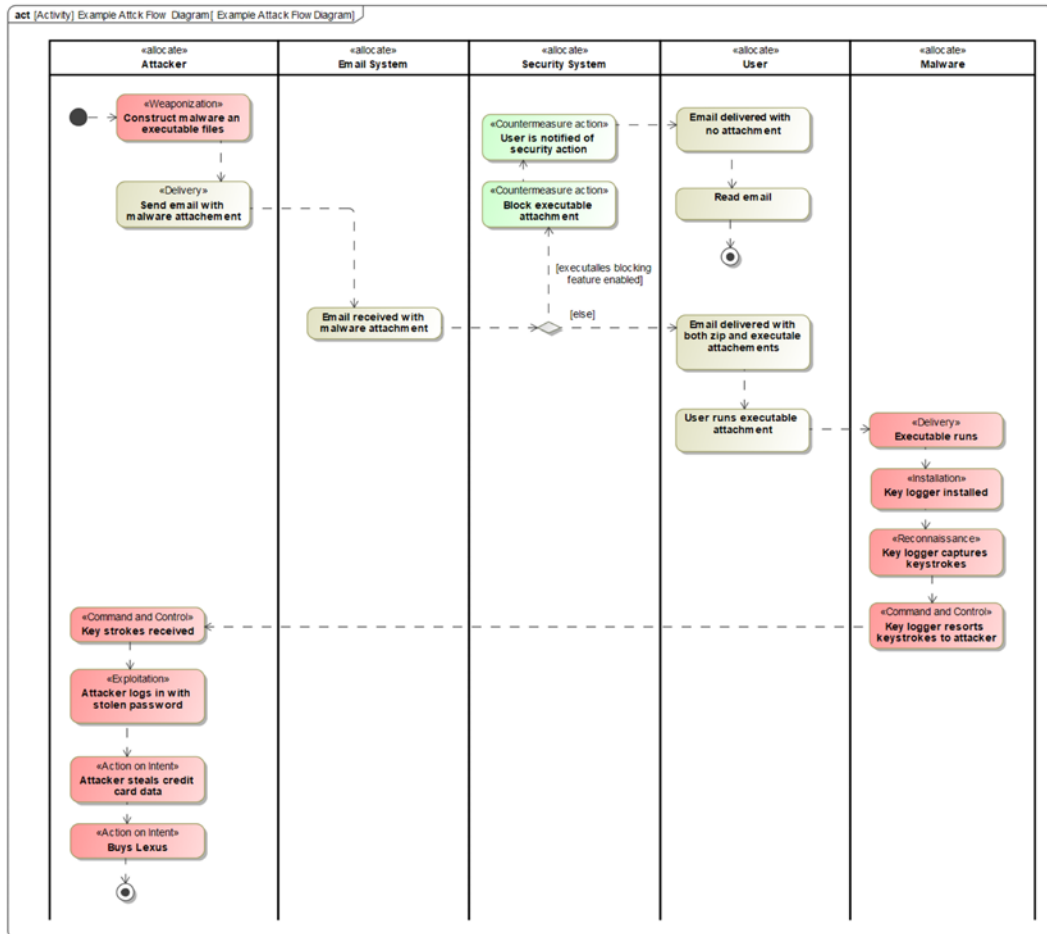 act [Activity] Example Attck Flow Diagram[ Example Attack Flow Diagram]
«allocate»
Attacker
«allocate»
Email System
«allocate»
Security System
«allocate»
User
«allocate»
Malware
«Weaponization»
Construct malware an
executable files
«Delivery»
Send email with
malware attachement
Email received with
malware attachment
«Countermeasure action»
User is notified of
security action
«Countermeasure action»
Block executable
attachment
[executalles blocking
feature enabled]
[else]
Email delivered with
no attachment
Read email
Email delivered with
both zip and executale
attachements
User runs executable
attachment
«Delivery»
Executable runs
«Installation»
Key logger installed
«Reconnaissance»
Key logger captures
keystrokes
«Command and Control»
Key logger resorts
keystrokes to attacker
«Command and Control»
Key strokes received
«Exploitation»
Attacker logs in with
stolen password
«Action on Intent»
Attacker steals credit
card data
«Action on Intent»
Buys Lexus